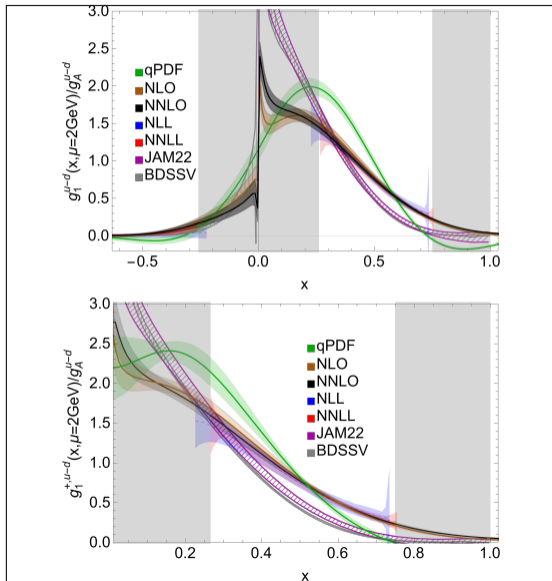 g₁ᵘ⁻ᵈ(x,μ=2GeV)/g_Aᵘ⁻ᵈ
3.0
2.5
2.0
1.5
1.0
0.5
0.0
qPDF
NLO
NNLO
NLL
NNLL
JAM22
BDSSV
−0.5 0.0 0.5 1.0
x
g₁⁺,ᵘ⁻ᵈ(x,μ=2GeV)/g_Aᵘ⁻ᵈ
3.0
2.5
2.0
1.5
1.0
0.5
0.0
qPDF
NLO
NNLO
NLL
NNLL
JAM22
BDSSV
0.2 0.4 0.6 0.8 1.0
x